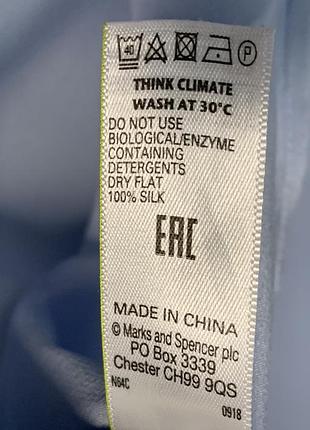 40 P
THINK CLIMATE
WASH AT 30°C
DO NOT USE
BIOLOGICAL/ENZYME
CONTAINING
DETERGENTS
DRY FLAT
100% SILK
EAC
MADE IN CHINA
© Marks and Spencer plc
PO Box 3339
Chester CH99 9QS
N64C 0918